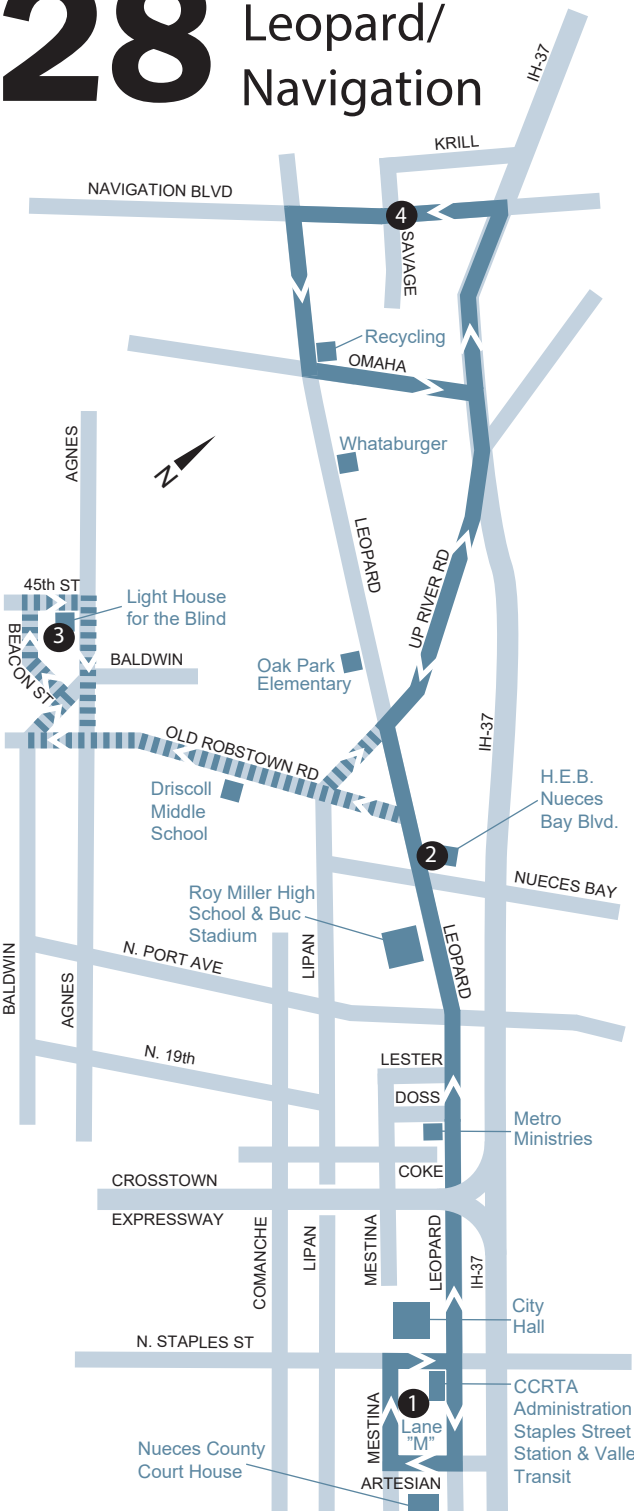 28
Leopard/
Navigation
IH-37
KRILL
NAVIGATION BLVD
4
SAVAGE
Recycling
OMAHA
Whataburger
AGNES
N
LEOPARD
UP RIVER RD
45th ST
Light House
for the Blind
3
BEACON ST
BALDWIN
Oak Park
Elementary
OLD ROBSTOWN RD
IH-37
Driscoll
Middle
School
H.E.B.
Nueces
Bay Blvd.
2
NUECES BAY
Roy Miller High
School & Buc
Stadium
LEOPARD
BALDWIN
AGNES
N. PORT AVE
LIPAN
N. 19th
LESTER
DOSS
Metro
Ministries
COKE
CROSSTOWN
EXPRESSWAY
COMANCHE
LIPAN
MESTINA
LEOPARD
IH-37
City
Hall
N. STAPLES ST
MESTINA
1
Lane
"M"
CCRTA
Administration
Staples Street
Station & Valle
Transit
Nueces County
Court House
ARTESIAN